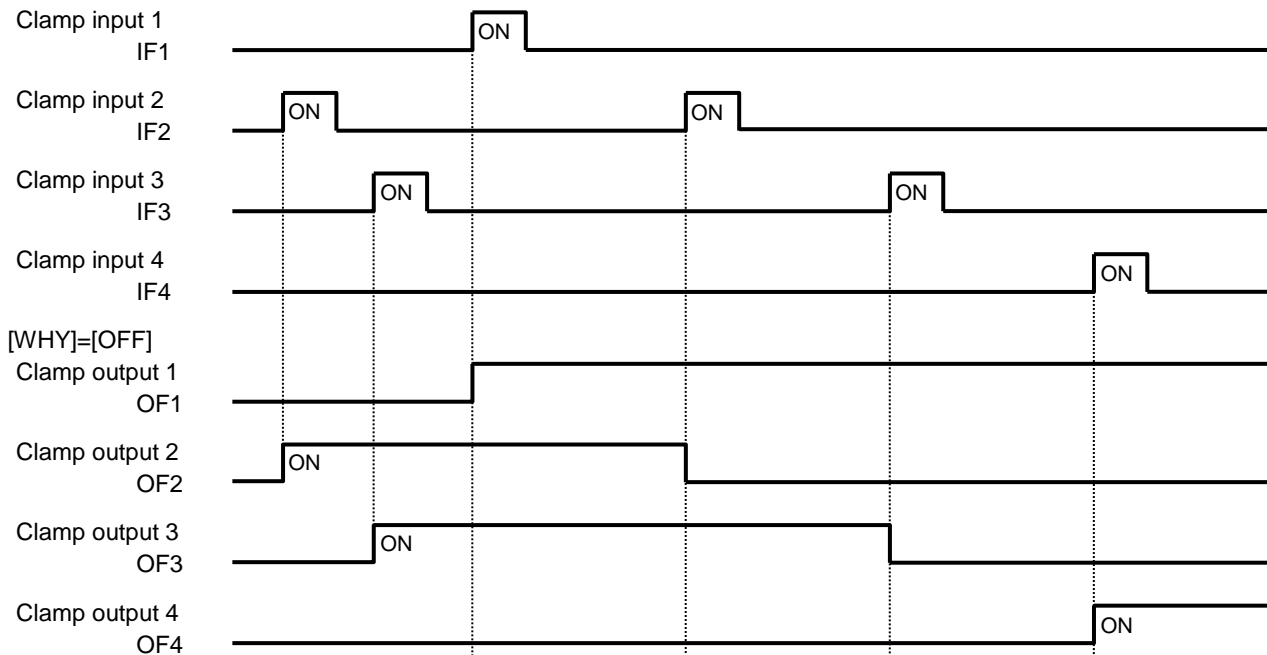 Clamp input 1
IF1
ON
Clamp input 2
IF2
ON
ON
Clamp input 3
IF3
ON
ON
Clamp input 4
IF4
ON
[WHY]=[OFF]
Clamp output 1
OF1
Clamp output 2
OF2
ON
Clamp output 3
OF3
ON
Clamp output 4
OF4
ON